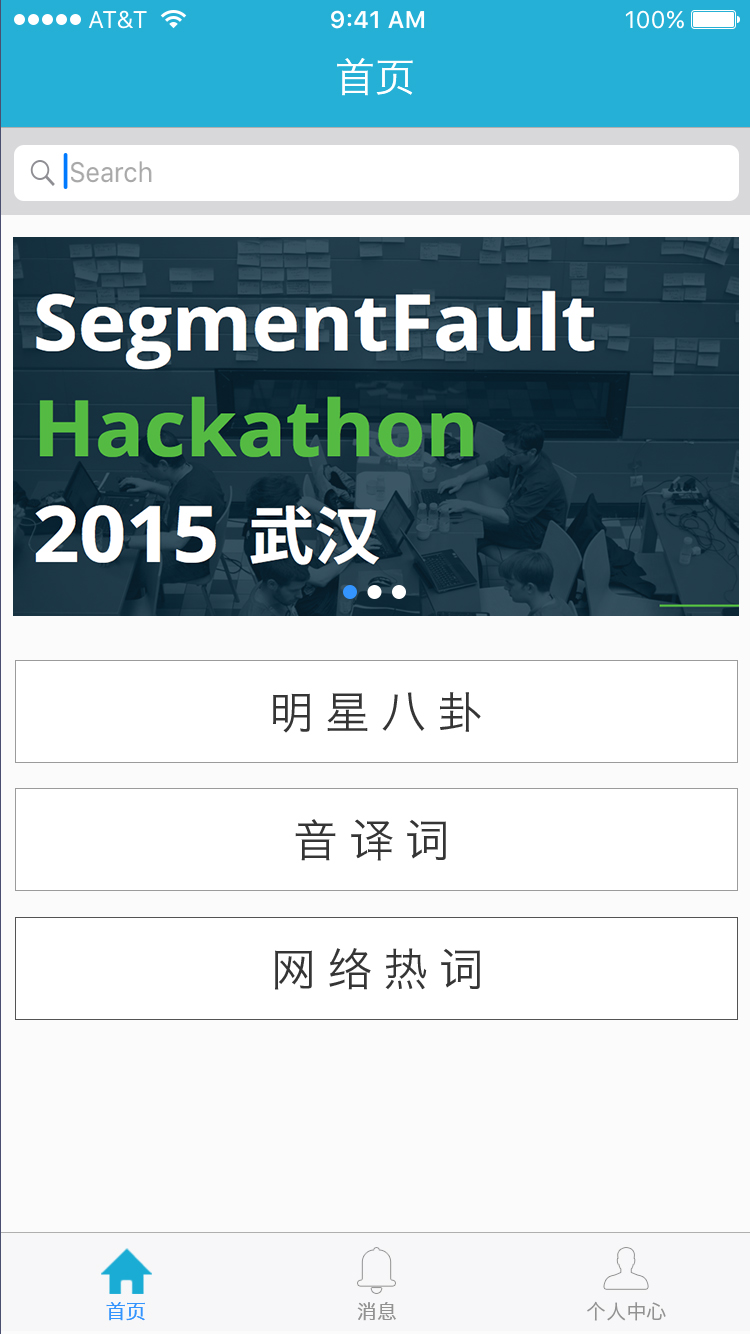 AT&T 9:41 AM 100%
首页
Search
SegmentFault
Hackathon
2015 武汉
明星八卦
音译词
网络热词
首页 消息 个人中心